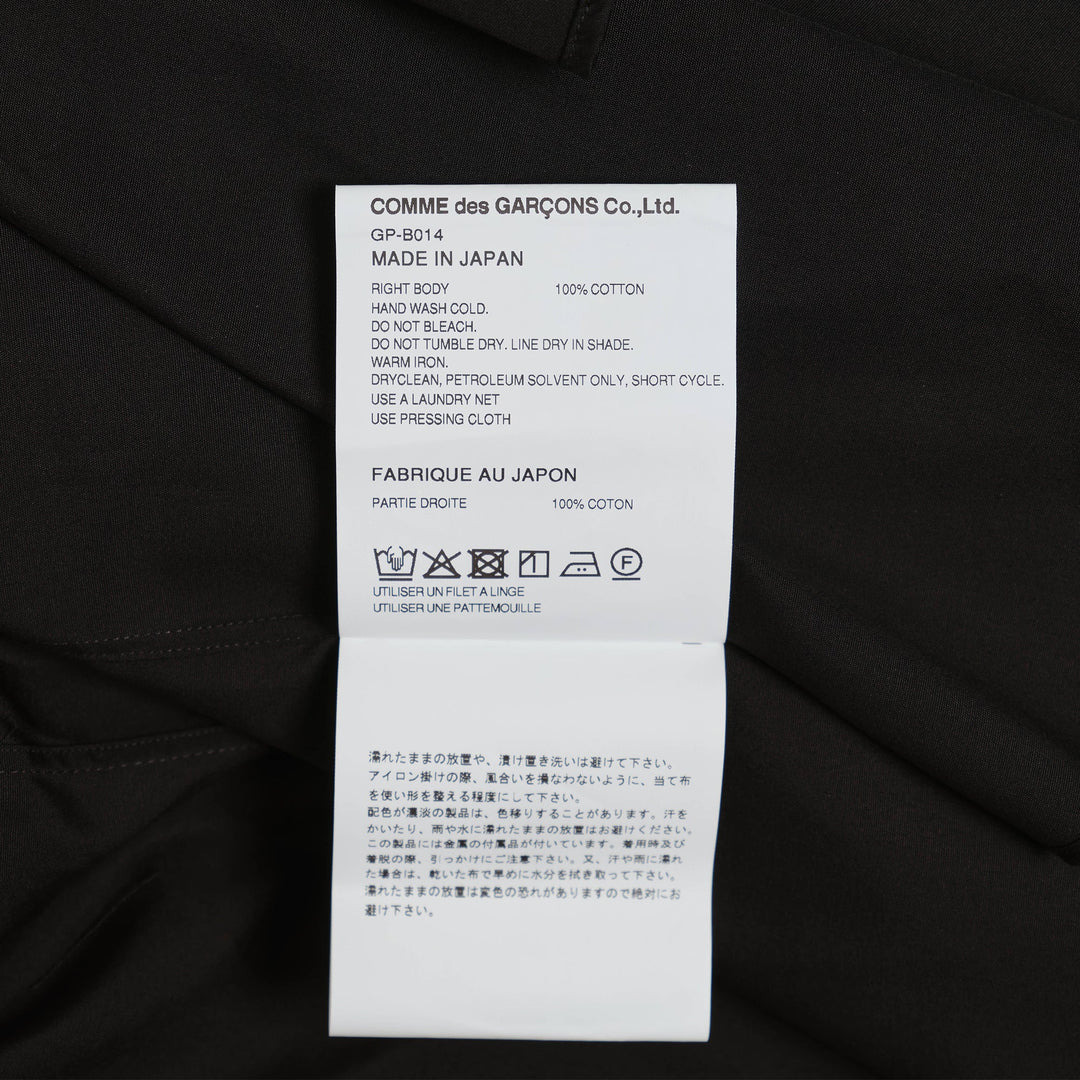 COMME des GARÇONS Co.,Ltd.
GP-B014
MADE IN JAPAN
RIGHT BODY 100% COTTON
HAND WASH COLD.
DO NOT BLEACH.
DO NOT TUMBLE DRY. LINE DRY IN SHADE.
WARM IRON.
DRYCLEAN, PETROLEUM SOLVENT ONLY, SHORT CYCLE.
USE A LAUNDRY NET
USE PRESSING CLOTH
FABRIQUE AU JAPON
PARTIE DROITE 100% COTON
F
UTILISER UN FILET A LINGE
UTILISER UNE PATTEMOUILLE
濡れたままの放置や、漬け置き洗いは避けて下さい。
アイロン掛けの際、風合いを損なわないように、当て布
を使い形を整える程度にして下さい。
配色が濃淡の製品は、色移りすることがあります。汗を
かいたり、雨や水に濡れたままの放置はお避けください。
この製品には金属の付属品が付いています。着用時及び
着脱の際、引っかけにご注意下さい。又、汗や雨に濡れ
た場合は、乾いた布で早めに水分を拭き取って下さい。
濡れたままの放置は変色の恐れがありますので絶対にお
避け下さい。